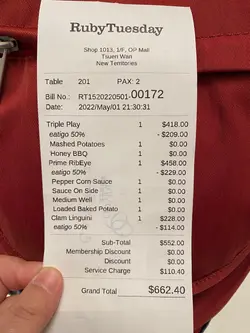 RubyTuesday
Shop 1013, 1/F, OP Mall
Tsuen Wan
New Territories
Table 201 PAX: 2
Bill No.: RT1520220501-00172
Date: 2022/May/01 21:30:31
Triple Play 1 $418.00
eatigo 50% - $209.00
Mashed Potatoes 1 $0.00
Honey BBQ 1 $0.00
Prime RibEye 1 $458.00
eatigo 50% - $229.00
Pepper Corn Sauce 1 $0.00
Sauce On Side 1 $0.00
Medium Well 1 $0.00
Loaded Baked Potato 1 $0.00
Clam Linguini 1 $228.00
eatigo 50% - $114.00
Sub-Total $552.00
Membership Discount $0.00
Discount $0.00
Service Charge $110.40
Grand Total $662.40